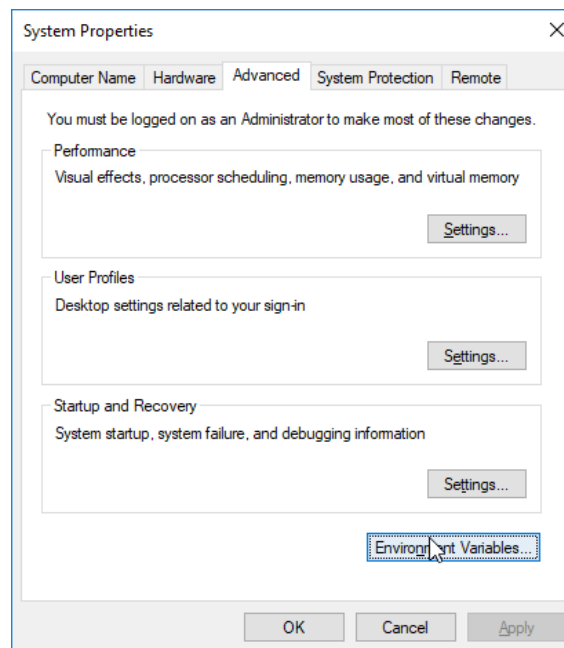 System Properties
Computer Name Hardware Advanced System Protection Remote
You must be logged on as an Administrator to make most of these changes.
Performance
Visual effects, processor scheduling, memory usage, and virtual memory
Settings...
User Profiles
Desktop settings related to your sign-in
Settings...
Startup and Recovery
System startup, system failure, and debugging information
Settings...
Environment Variables...
OK Cancel Apply